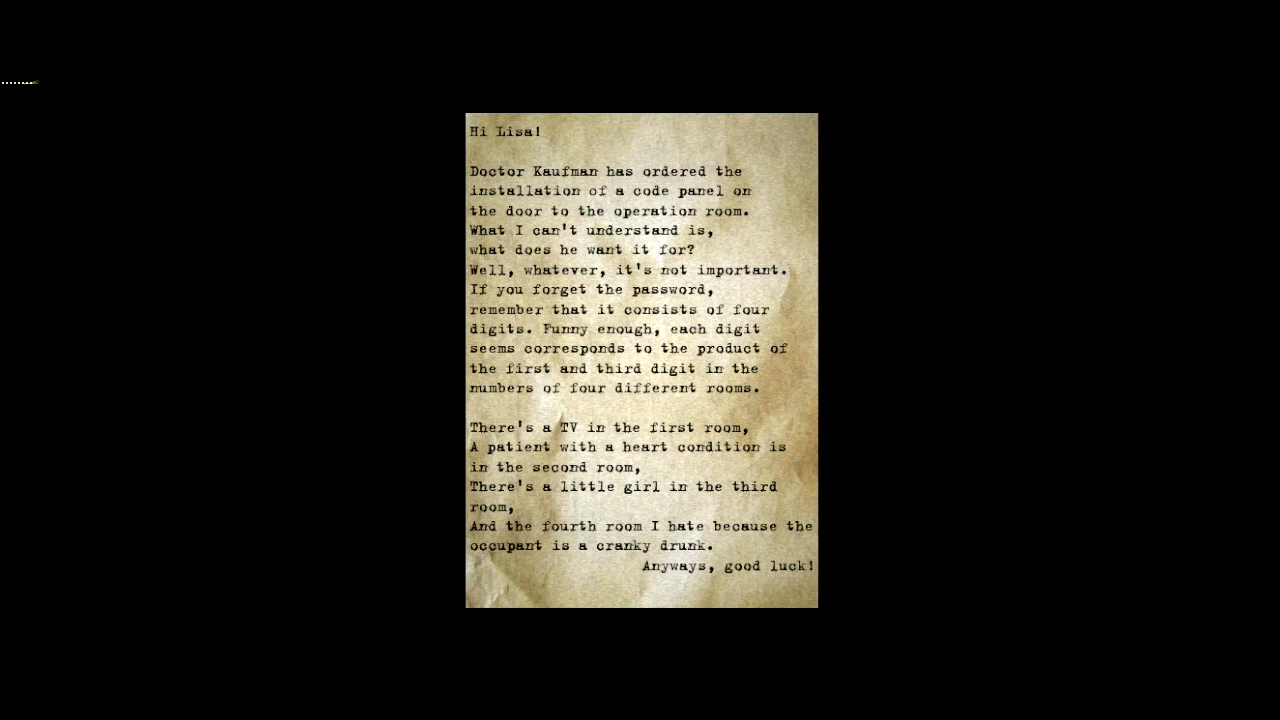 Hi Lisa!
Doctor Kaufman has ordered the
installation of a code panel on
the door to the operation room.
What I can't understand is,
what does he want it for?
Well, whatever, it's not important.
If you forget the password,
remember that it consists of four
digits. Funny enough, each digit
seems corresponds to the product of
the first and third digit in the
numbers of four different rooms.
There's a TV in the first room,
A patient with a heart condition is
in the second room,
There's a little girl in the third
room,
And the fourth room I hate because the
occupant is a cranky drunk.
Anyways, good luck!